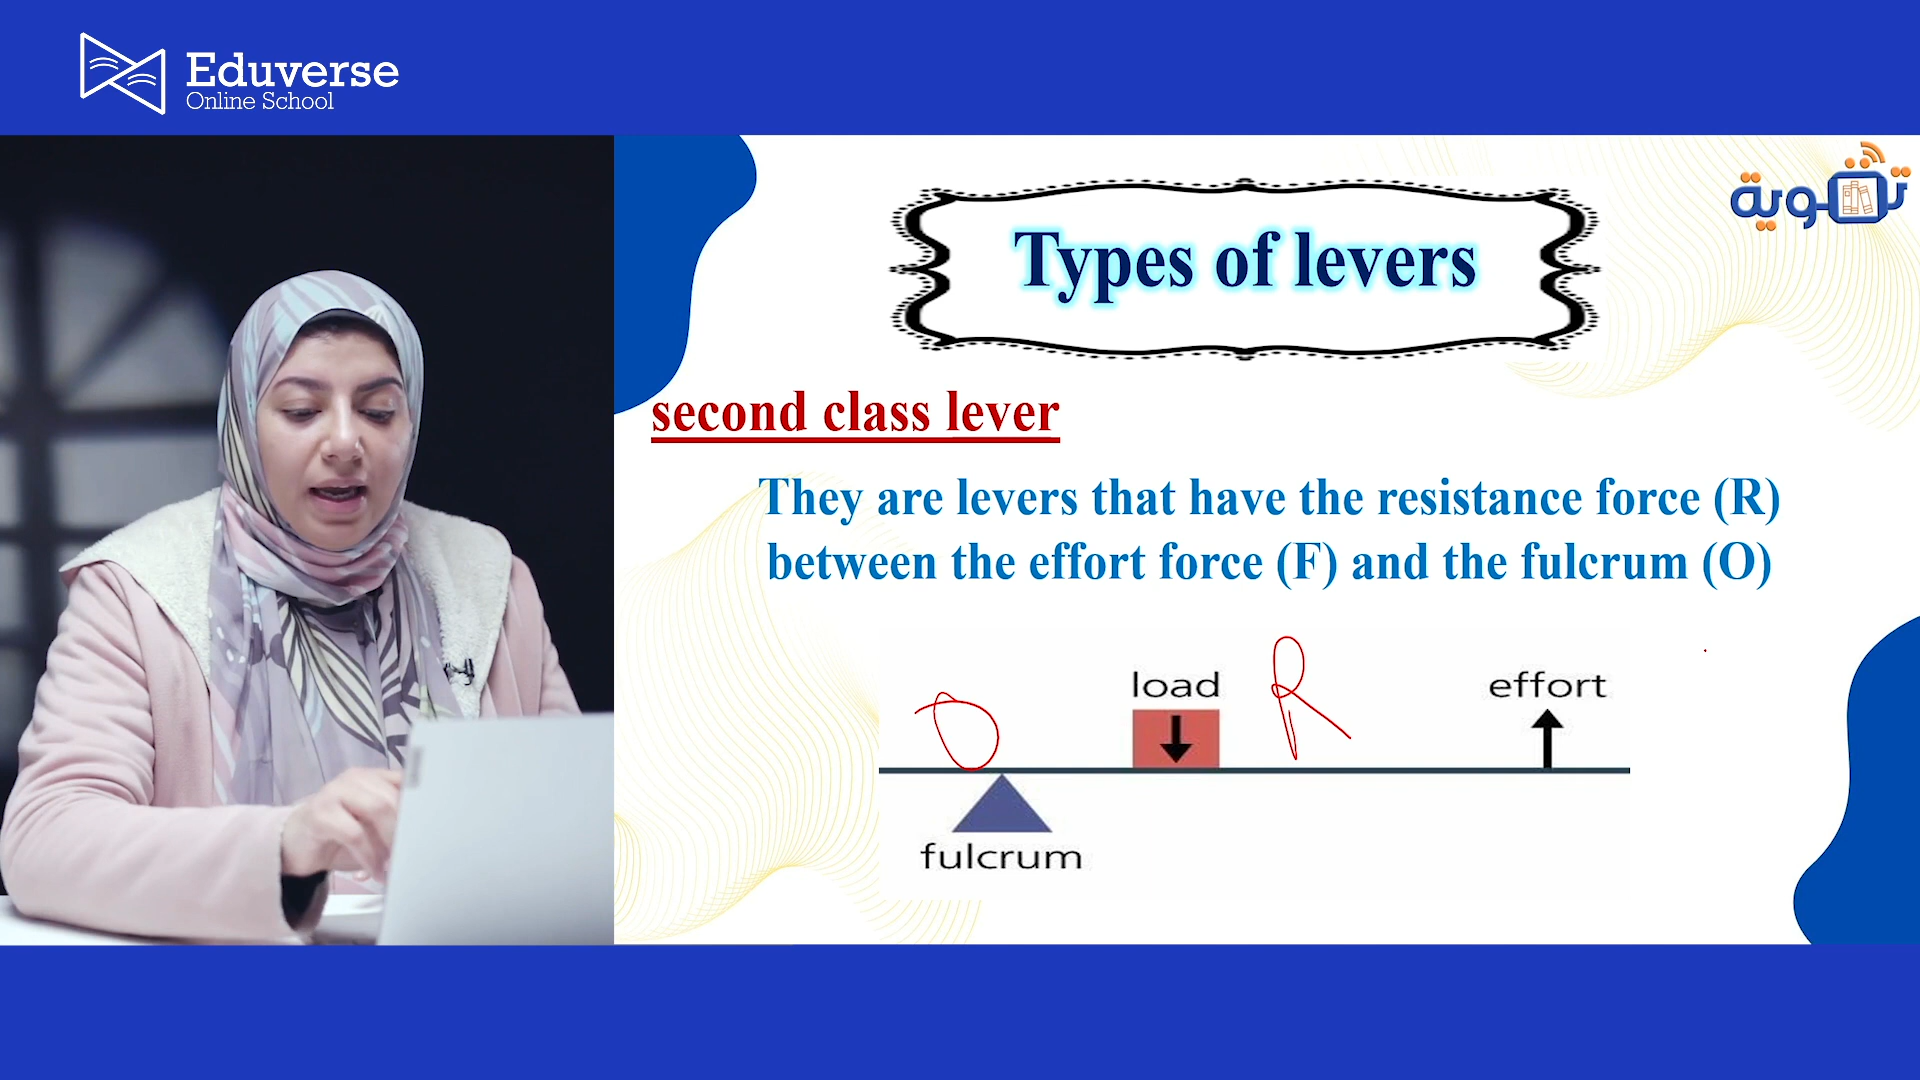 Eduverse
Online School
تقوية
Types of levers
second class lever
They are levers that have the resistance force (R)
between the effort force (F) and the fulcrum (O)
O
load
R
effort
fulcrum